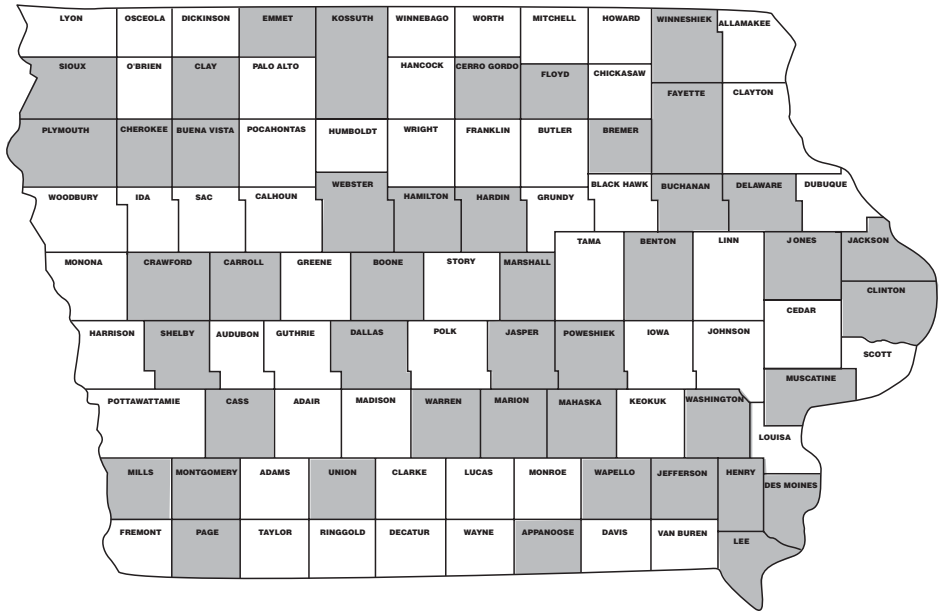 LYON OSCEOLA DICKINSON EMMET KOSSUTH WINNEBAGO WORTH MITCHELL HOWARD WINNESHIEK ALLAMAKEE
SIOUX O'BRIEN CLAY PALO ALTO HANCOCK CERRO GORDO FLOYD CHICKASAW
FAYETTE CLAYTON
PLYMOUTH CHEROKEE BUENA VISTA POCAHONTAS HUMBOLDT WRIGHT FRANKLIN BUTLER BREMER
WOODBURY IDA SAC CALHOUN WEBSTER HAMILTON HARDIN GRUNDY BLACK HAWK BUCHANAN DELAWARE DUBUQUE
TAMA BENTON LINN JONES JACKSON
MONONA CRAWFORD CARROLL GREENE BOONE STORY MARSHALL
CLINTON
CEDAR
HARRISON SHELBY AUDUBON GUTHRIE DALLAS POLK JASPER POWESHIEK IOWA JOHNSON
SCOTT
MUSCATINE
POTTAWATTAMIE CASS ADAIR MADISON WARREN MARION MAHASKA KEOKUK WASHINGTON
LOUISA
MILLS MONTGOMERY ADAMS UNION CLARKE LUCAS MONROE WAPELLO JEFFERSON HENRY
DES MOINES
FREMONT PAGE TAYLOR RINGGOLD DECATUR WAYNE APPANOOSE DAVIS VAN BUREN
LEE